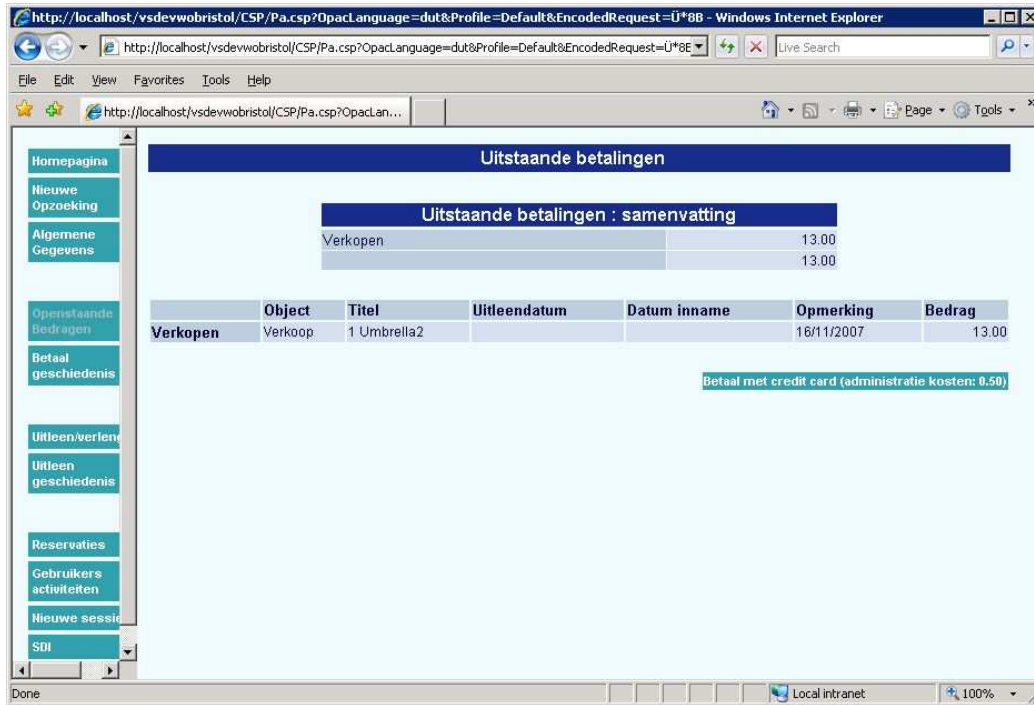 http://localhost/vsdevwobristol/CSP/Pa.csp?OpacLanguage=dut&Profile=Default&EncodedRequest=Ü*8B - Windows Internet Explorer
http://localhost/vsdevwobristol/CSP/Pa.csp?OpacLanguage=dut&Profile=Default&EncodedRequest=Ü*8E
Live Search
File Edit View Favorites Tools Help
http://localhost/vsdevwobristol/CSP/Pa.csp?OpacLan...
Page Tools »
Homepagina
Nieuwe
Opzoeking
Algemene
Gegevens
Openstaande
Bedragen
Betaal
geschiedenis
Uitleen/verleng
Uitleen
geschiedenis
Reservaties
Gebruikers
activiteiten
Nieuwe sessie
SDI
Uitstaande betalingen
Uitstaande betalingen : samenvatting
Verkopen 13.00
13.00
Object Titel Uitleendatum Datum inname Opmerking Bedrag
Verkopen Verkoop 1 Umbrella2 16/11/2007 13.00
Betaal met credit card (administratie kosten: 0.50)
Done Local intranet 100%